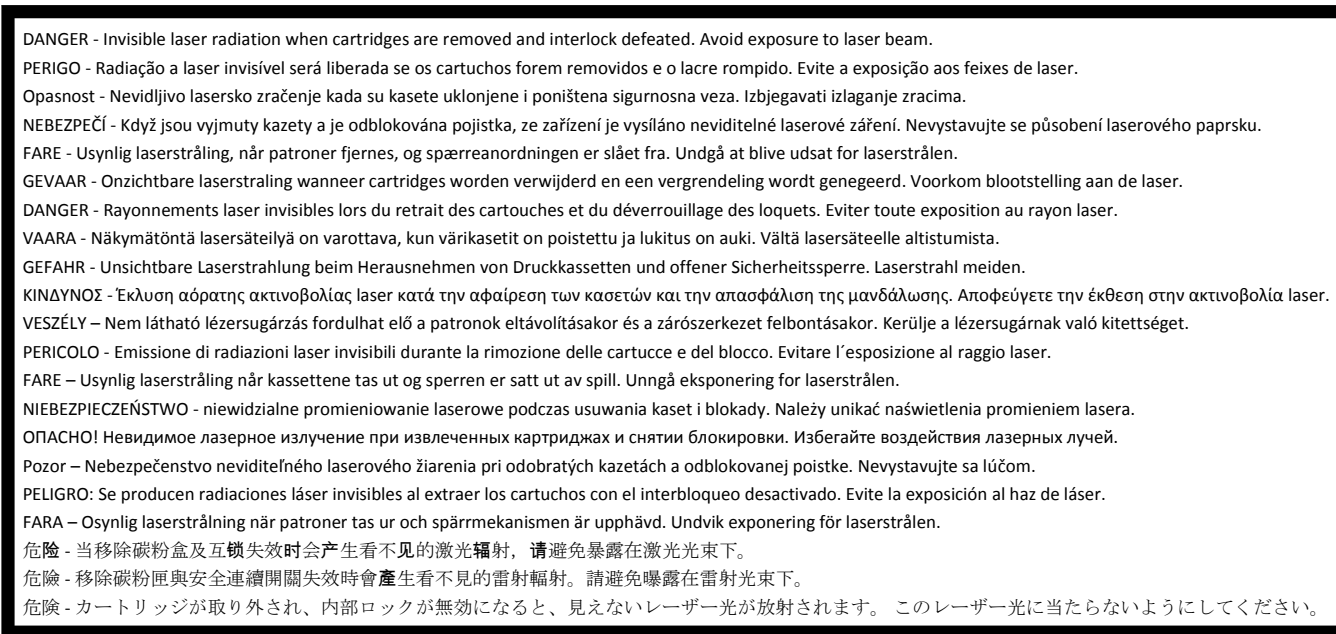 DANGER - Invisible laser radiation when cartridges are removed and interlock defeated. Avoid exposure to laser beam.
PERIGO - Radiação a laser invisível será liberada se os cartuchos forem removidos e o lacre rompido. Evite a exposição aos feixes de laser.
Opasnost - Nevidljivo lasersko zračenje kada su kasete uklonjene i poništena sigurnosna veza. Izbjegavati izlaganje zracima.
NEBEZPEČÍ - Když jsou vyjmuty kazety a je odblokována pojistka, ze zařízení je vysíláno neviditelné laserové záření. Nevystavujte se působení laserového paprsku.
FARE - Usynlig laserstråling, når patroner fjernes, og spærreanordningen er slået fra. Undgå at blive udsat for laserstrålen.
GEVAAR - Onzichtbare laserstraling wanneer cartridges worden verwijderd en een vergrendeling wordt genegeerd. Voorkom blootstelling aan de laser.
DANGER - Rayonnements laser invisibles lors du retrait des cartouches et du déverrouillage des loquets. Eviter toute exposition au rayon laser.
VAARA - Näkymätöntä lasersäteilyä on varottava, kun värikasetit on poistettu ja lukitus on auki. Vältä lasersäteelle altistumista.
GEFAHR - Unsichtbare Laserstrahlung beim Herausnehmen von Druckkassetten und offener Sicherheitssperre. Laserstrahl meiden.
ΚΙΝΔΥΝΟΣ - Έκλυση αόρατης ακτινοβολίας laser κατά την αφαίρεση των κασετών και την απασφάλιση της μανδάλωσης. Αποφεύγετε την έκθεση στην ακτινοβολία laser.
VESZÉLY – Nem látható lézersugárzás fordulhat elő a patronok eltávolításakor és a zárószerkezet felbontásakor. Kerülje a lézersugárnak való kitettséget.
PERICOLO - Emissione di radiazioni laser invisibili durante la rimozione delle cartucce e del blocco. Evitare l´esposizione al raggio laser.
FARE – Usynlig laserstråling når kassettene tas ut og sperren er satt ut av spill. Unngå eksponering for laserstrålen.
NIEBEZPIECZEŃSTWO - niewidzialne promieniowanie laserowe podczas usuwania kaset i blokady. Należy unikać naświetlenia promieniem lasera.
ОПАСНО! Невидимое лазерное излучение при извлеченных картриджах и снятии блокировки. Избегайте воздействия лазерных лучей.
Pozor – Nebezpečenstvo neviditeľného laserového žiarenia pri odobratých kazetách a odblokovanej poistke. Nevystavujte sa lúčom.
PELIGRO: Se producen radiaciones láser invisibles al extraer los cartuchos con el interbloqueo desactivado. Evite la exposición al haz de láser.
FARA – Osynlig laserstrålning när patroner tas ur och spärrmekanismen är upphävd. Undvik exponering för laserstrålen.
危险 - 当移除碳粉盒及互锁失效时会产生看不见的激光辐射，请避免暴露在激光光束下。
危險 - 移除碳粉匣與安全連續開關失效時會產生看不見的雷射輻射。請避免曝露在雷射光束下。
危険 - カートリッジが取り外され、内部ロックが無効になると、見えないレーザー光が放射されます。 このレーザー光に当たらないようにしてください。